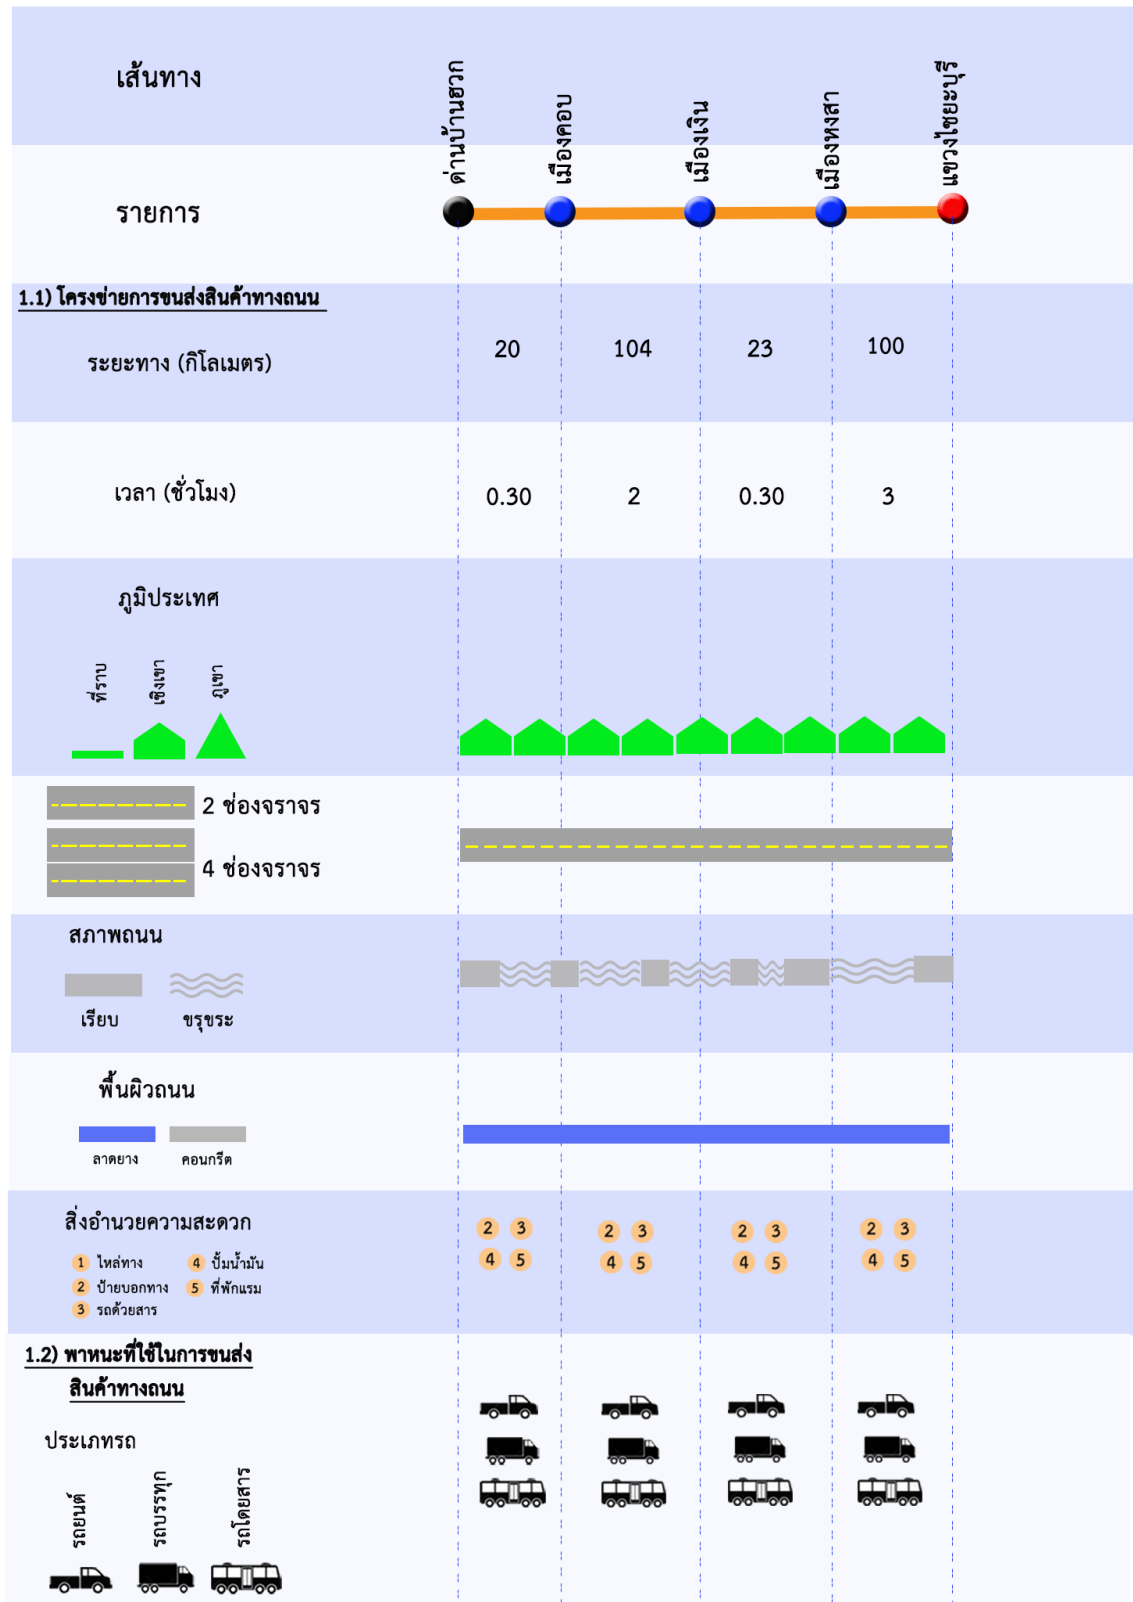 เส้นทาง
ด่านบ้านฮวก
เมืองคอบ
เมืองเงิน
เมืองหงสา
แขวงไชยะบุรี
รายการ
1.1) โครงข่ายการขนส่งสินค้าทางถนน
ระยะทาง (กิโลเมตร)
20 104 23 100
เวลา (ชั่วโมง)
0.30 2 0.30 3
ภูมิประเทศ
ที่ราบ
เชิงเขา
ภูเขา
2 ช่องจราจร
4 ช่องจราจร
สภาพถนน
เรียบ ขรุขระ
พื้นผิวถนน
ลาดยาง คอนกรีต
สิ่งอำนวยความสะดวก
2 3 2 3 2 3 2 3
4 5 4 5 4 5 4 5
1 ไหล่ทาง 4 ปั้มน้ำมัน
2 ป้ายบอกทาง 5 ที่พักแรม
3 รถด้วยสาร
1.2) พาหนะที่ใช้ในการขนส่ง
สินค้าทางถนน
ประเภทรถ
รถยนต์
รถบรรทุก
รถโดยสาร